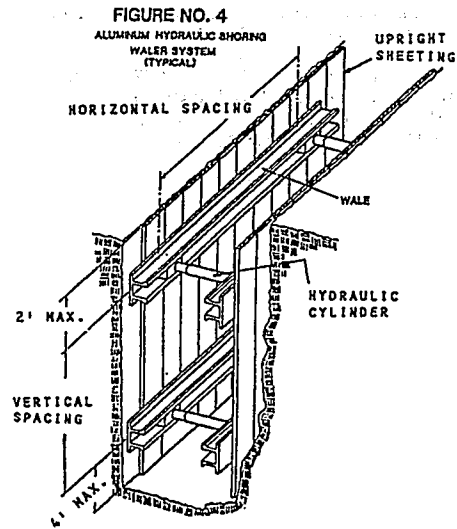 FIGURE NO. 4
ALUMINUM HYDRAULIC SHORING
WALER SYSTEM
(TYPICAL)
UPRIGHT
SHEETING
HORIZONTAL SPACING
WALE
2' MAX.
HYDRAULIC
CYLINDER
VERTICAL
SPACING
4' MAX.